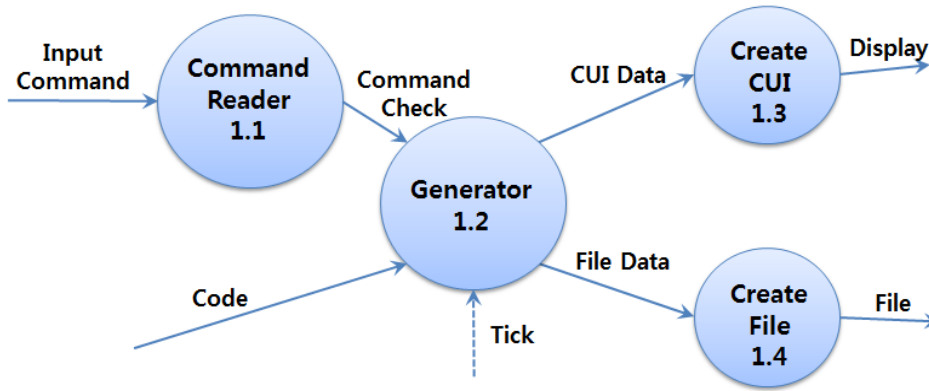 Input
Command
Command
Reader
1.1
Command
Check
Generator
1.2
CUI Data
Create
CUI
1.3
Display
Code
Tick
File Data
Create
File
1.4
File